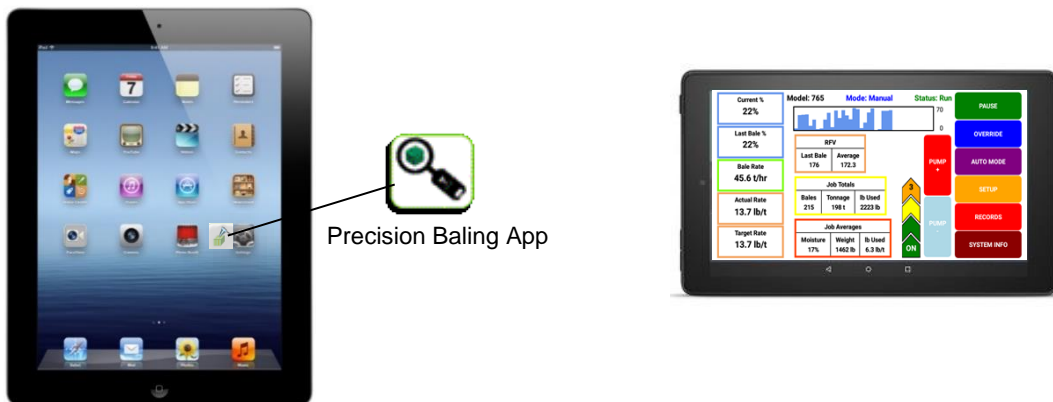 7
Precision Baling App
Current %
22%
Last Bale %
22%
Bale Rate
45.6 t/hr
Actual Rate
13.7 lb/t
Target Rate
13.7 lb/t
Model: 765 Mode: Manual Status: Run
70
0
RFV
Last Bale Average
176 172.3
Job Totals
Bales Tonnage lb Used
215 198 t 2223 lb
Job Averages
Moisture Weight lb Used
17% 1462 lb 6.3 lb/t
3
ON
PUMP
+
PUMP
-
PAUSE
OVERRIDE
AUTO MODE
SETUP
RECORDS
SYSTEM INFO